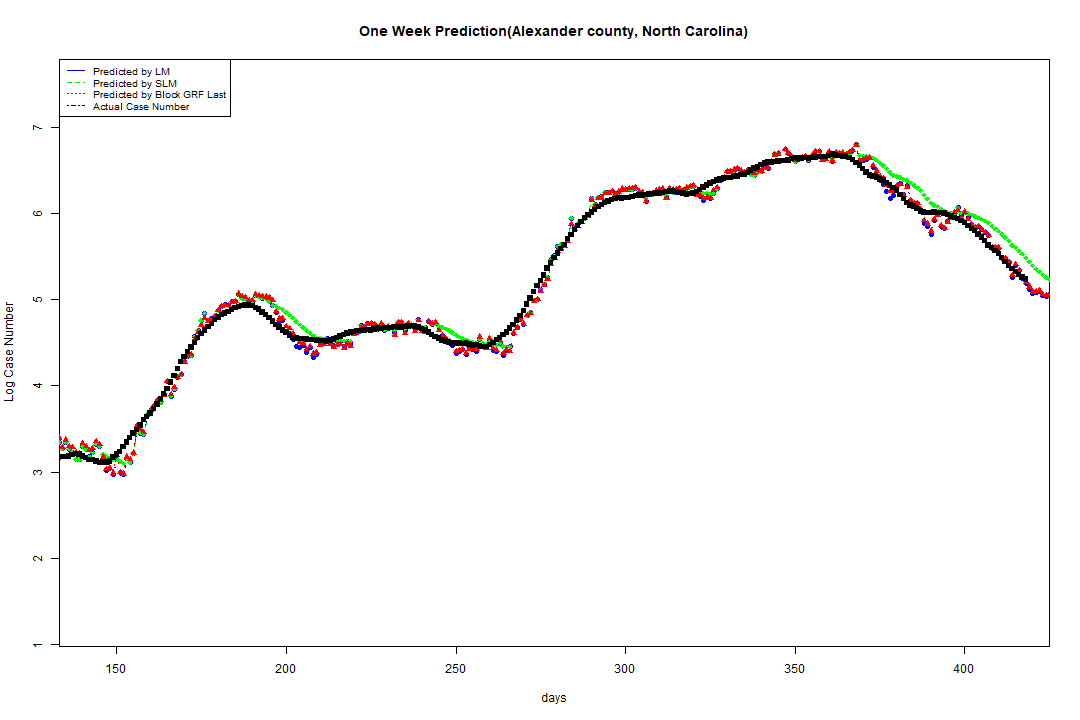 One Week Prediction(Alexander county, North Carolina)
Predicted by LM
Predicted by SLM
Predicted by Block GRF Last
Actual Case Number
7
6
5
4
3
2
1
Log Case Number
150 200 250 300 350 400
days